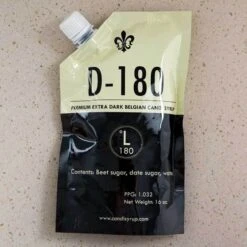 D-180
PREMIUM EXTRA DARK BELGIAN CANDI SYRUP
°L
180
Contents: Beet sugar, date sugar, water
PPG: 1.032
Net Weight: 16 oz
www.candisyrup.com